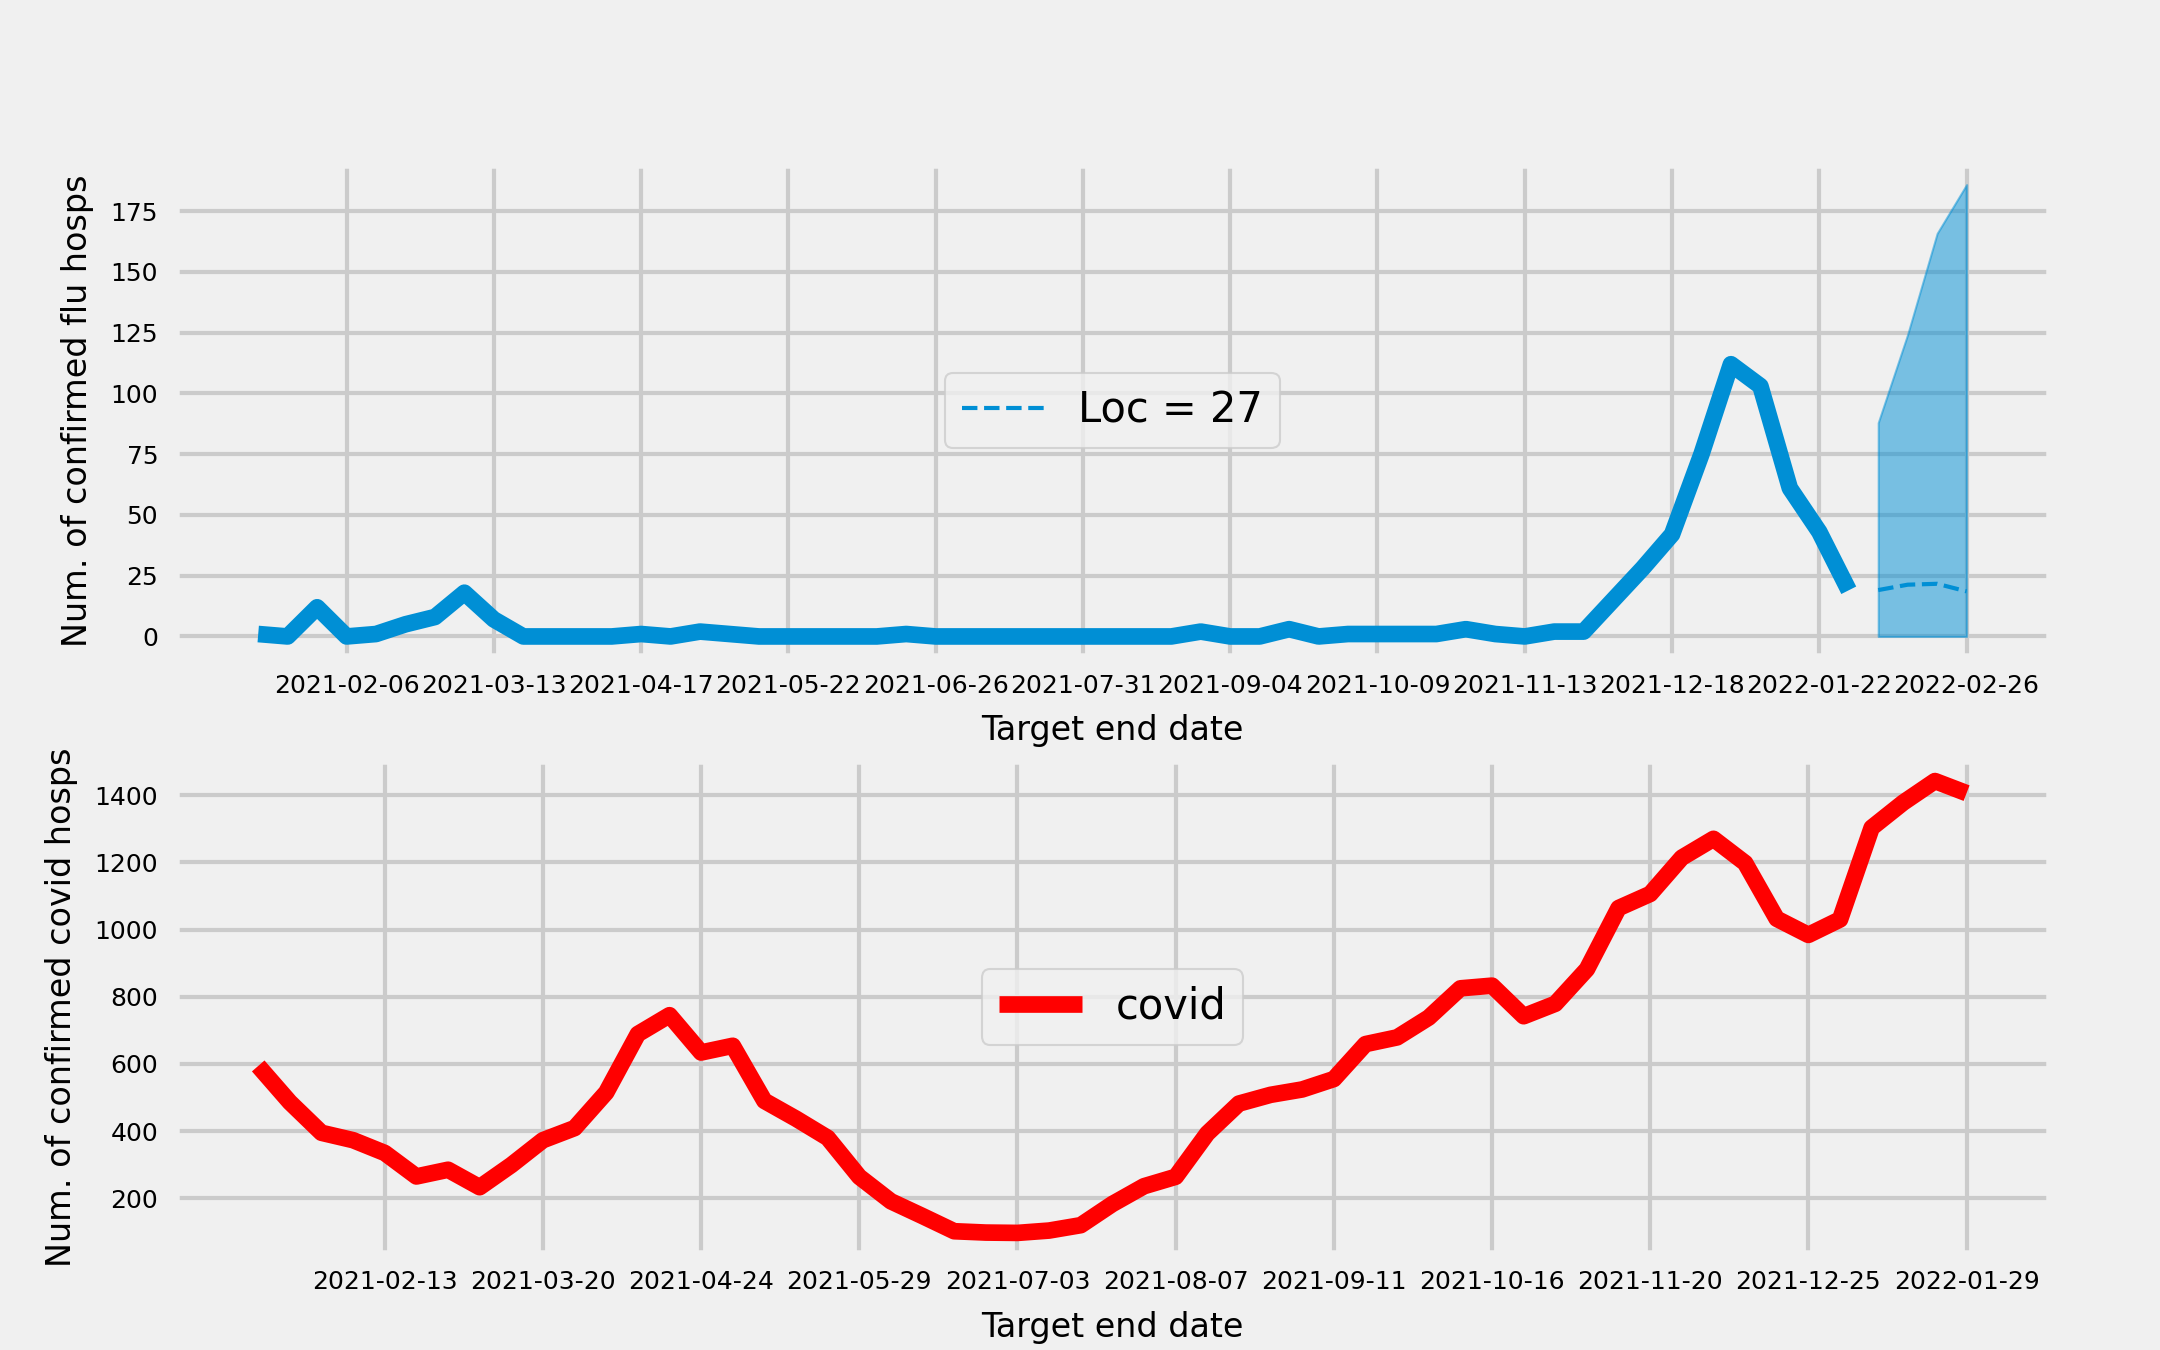 Num. of confirmed flu hosps
175
150
125
100
75
50
25
0
Loc = 27
2021-02-06 2021-03-13 2021-04-17 2021-05-22 2021-06-26 2021-07-31 2021-09-04 2021-10-09 2021-11-13 2021-12-18 2022-01-22 2022-02-26
Target end date
Num. of confirmed covid hosps
1400
1200
1000
800
600
400
200
covid
2021-02-13 2021-03-20 2021-04-24 2021-05-29 2021-07-03 2021-08-07 2021-09-11 2021-10-16 2021-11-20 2021-12-25 2022-01-29
Target end date